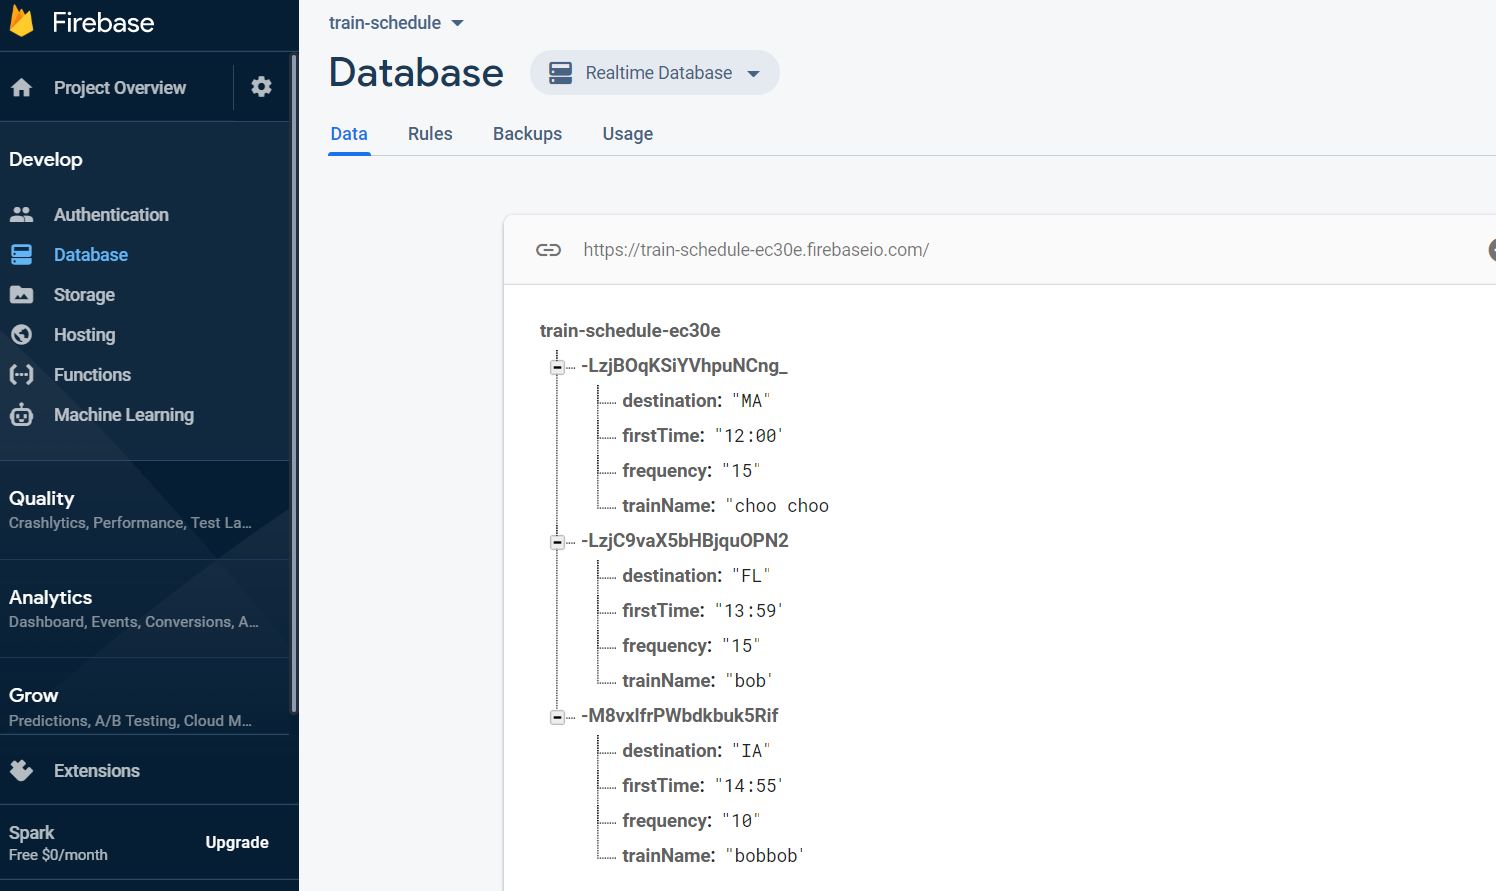 Firebase
Project Overview
Develop
Authentication
Database
Storage
Hosting
Functions
Machine Learning
Quality
Crashlytics, Performance, Test La...
Analytics
Dashboard, Events, Conversions, A...
Grow
Predictions, A/B Testing, Cloud M...
Extensions
Spark
Free $0/month
Upgrade
train-schedule
Database
Realtime Database
Data Rules Backups Usage
https://train-schedule-ec30e.firebaseio.com/
train-schedule-ec30e
-LzjBOqKSiYVhpuNCng_
destination: "MA"
firstTime: "12:00'
frequency: "15"
trainName: "choo choo
-LzjC9vaX5bHBjquOPN2
destination: "FL"
firstTime: "13:59'
frequency: "15"
trainName: "bob'
-M8vxlfrPWbdkbuk5Rif
destination: "IA"
firstTime: "14:55'
frequency: "10"
trainName: "bobbob'